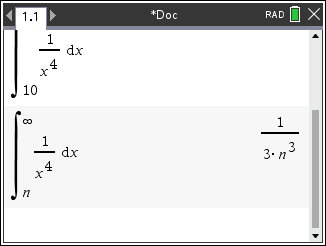 1.1 *Doc RAD
∫ 1/x^4 dx
10
∞
∫ 1/x^4 dx 1/(3·n^3)
n